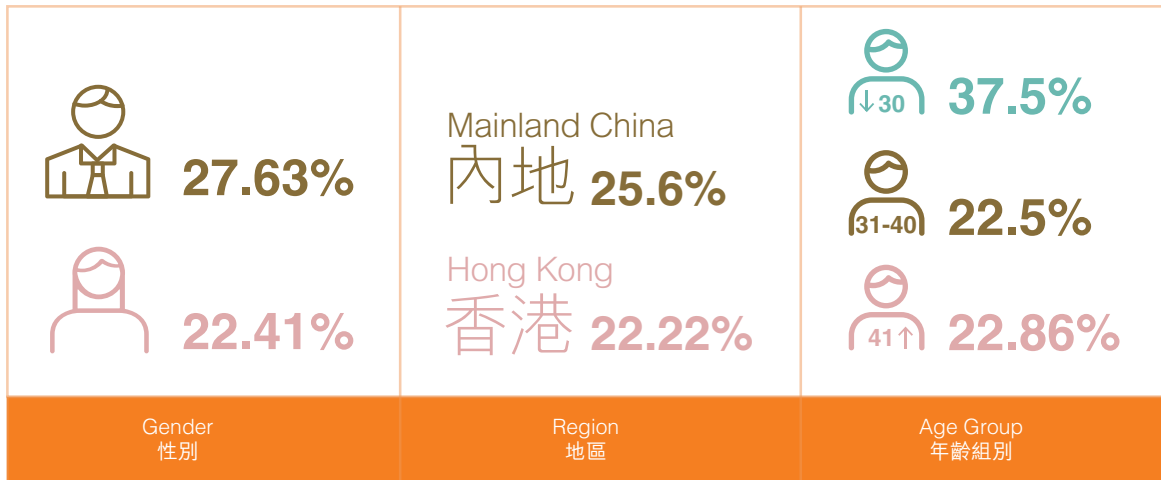 27.63%
22.41%
Gender
性別
Mainland China
內地 25.6%
Hong Kong
香港 22.22%
Region
地區
↓30 37.5%
31-40 22.5%
41↑ 22.86%
Age Group
年齡組別